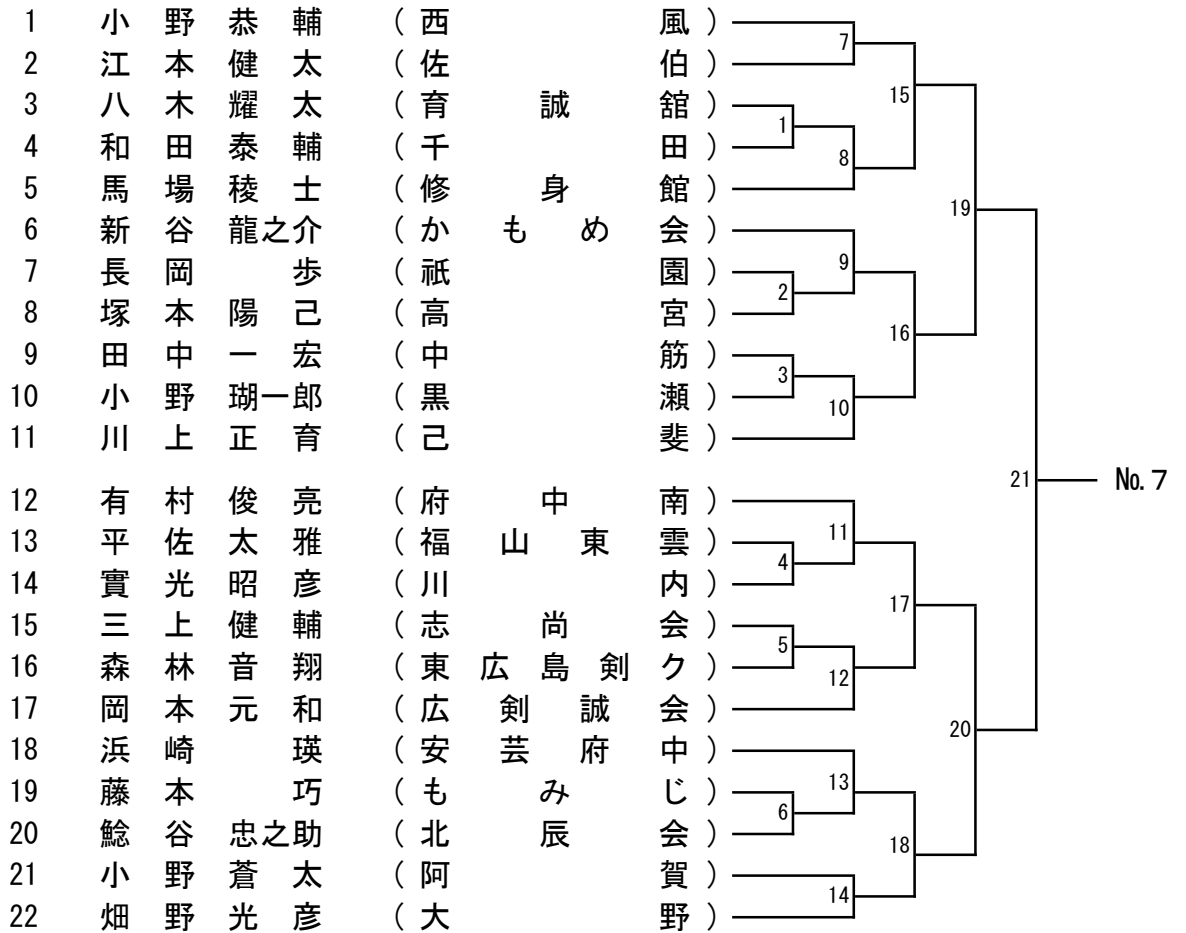 1 小野恭輔 (西風) 7
2 江本健太 (佐伯) 15
3 八木耀太 (育誠舘) 1
4 和田泰輔 (千田) 8
5 馬場稜士 (修身館) 19
6 新谷龍之介 (かもめ会) 9
7 長岡歩 (祇園) 2
8 塚本陽己 (高宮) 16
9 田中一宏 (中筋) 3
10 小野瑚一郎 (黒瀬) 10
11 川上正育 (己斐)
21 No.7
12 有村俊亮 (府中南) 11
13 平佐太雅 (福山東雲) 4
14 實光昭彦 (川内) 17
15 三上健輔 (志尚会) 5
16 森林音翔 (東広島剣ク) 12
17 岡本元和 (広剣誠会) 20
18 浜崎瑛 (安芸府中) 13
19 藤本巧 (もみじ) 6
20 鯰谷忠之助 (北辰会) 18
21 小野蒼太 (阿賀) 14
22 畑野光彦 (大野)